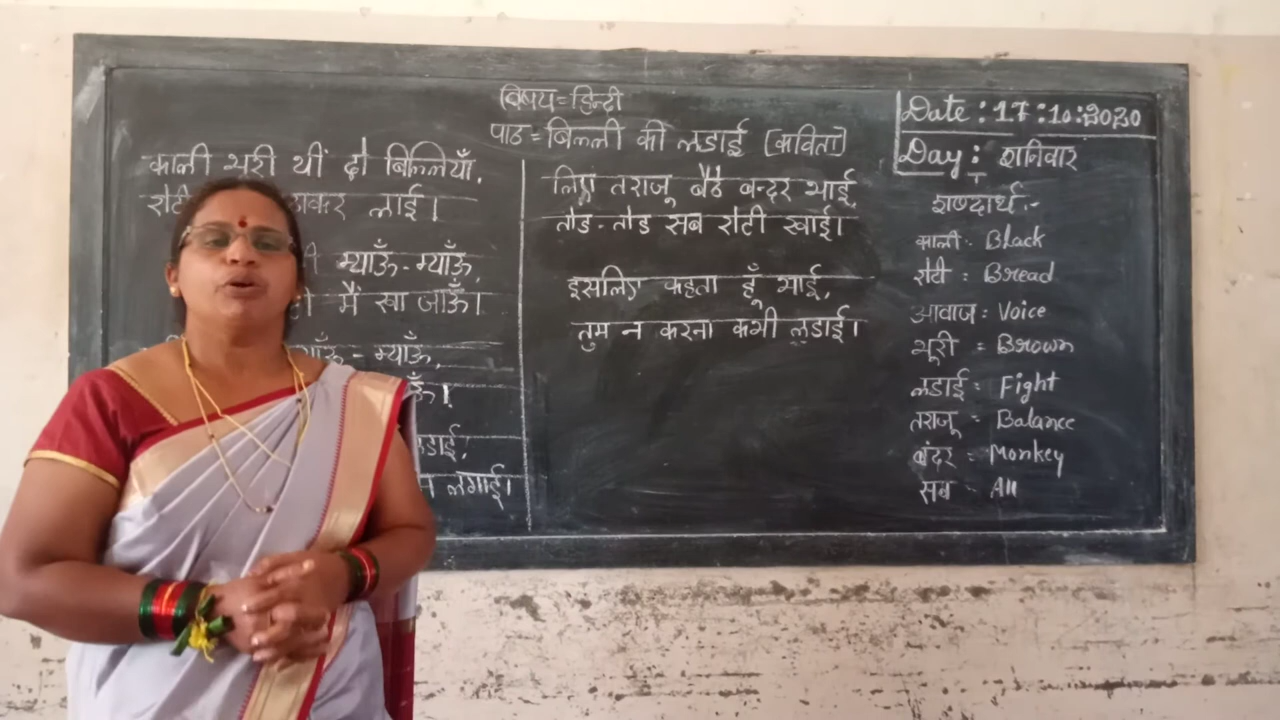 विषय = हिन्दी
पाठ = बिल्ली की लडाई [कविता]
Date : 17 : 10 : 2020
Day : शनिवार
काली भूरी थीं दो बिल्लियाँ,
रोटी लाई।
म्याऊँ - म्याऊँ,
मैं खा जाऊँ।
म्याऊँ,
लगाई।
लिए तराजू बैठे बन्दर भाई,
तोड - तोड सब रोटी खाई।
इसलिए कहता हूँ भाई,
तुम न करना कभी लडाई।
शब्दार्थ :-
काली - Black
रोटी : Bread
आवाज : Voice
भूरी = Brown
लडाई = Fight
तराजू = Balance
बंदर = Monkey
सब - All